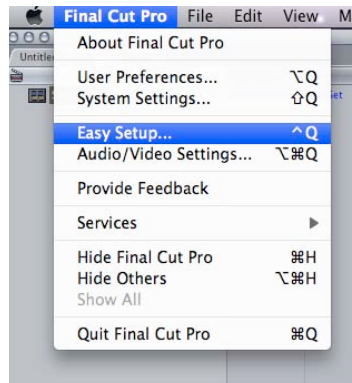 Final Cut Pro File Edit View M
Untitle
About Final Cut Pro
User Preferences... ⌥Q
System Settings... ⇧Q
Easy Setup... ^Q
Audio/Video Settings... ⌥⌘Q
Provide Feedback
Services ▶
Hide Final Cut Pro ⌘H
Hide Others ⌥⌘H
Show All
Quit Final Cut Pro ⌘Q